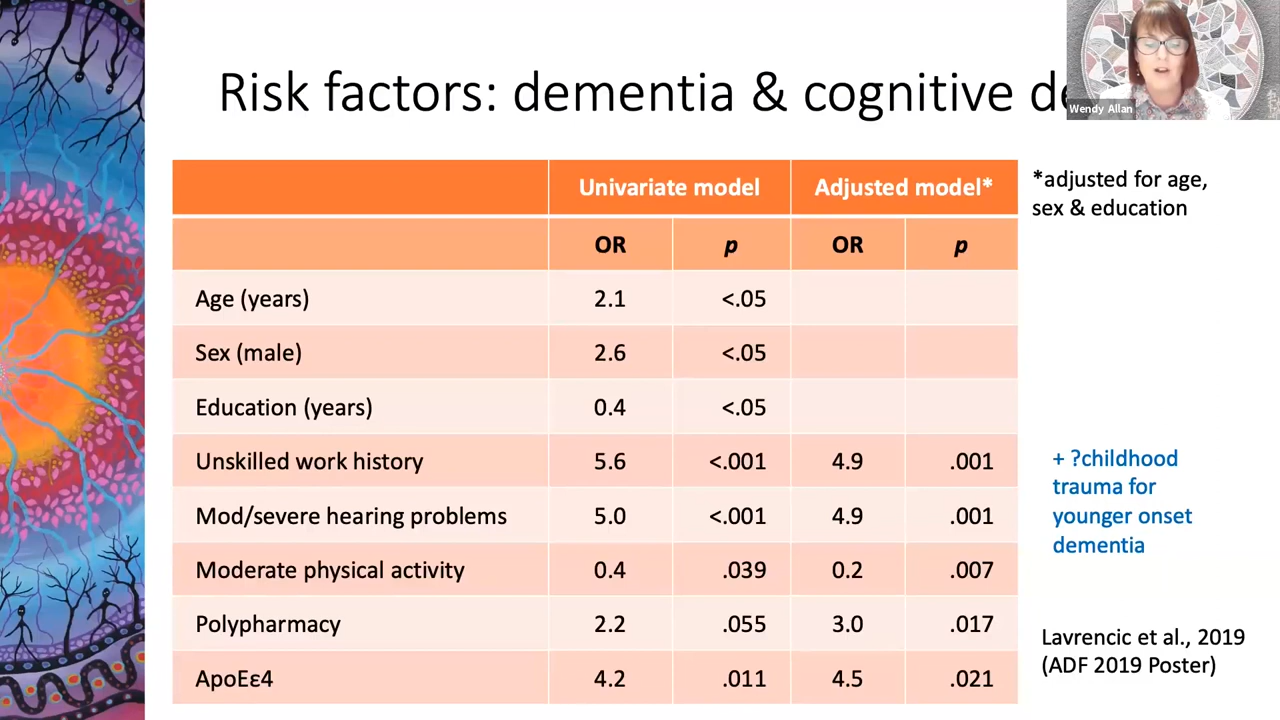 Risk factors: dementia & cognitive
Wendy Allan
Univariate model Adjusted model*
OR p OR p
Age (years) 2.1 <.05
Sex (male) 2.6 <.05
Education (years) 0.4 <.05
Unskilled work history 5.6 <.001 4.9 .001
Mod/severe hearing problems 5.0 <.001 4.9 .001
Moderate physical activity 0.4 .039 0.2 .007
Polypharmacy 2.2 .055 3.0 .017
ApoEε4 4.2 .011 4.5 .021
*adjusted for age,
sex & education
+ ?childhood
trauma for
younger onset
dementia
Lavrencic et al., 2019
(ADF 2019 Poster)